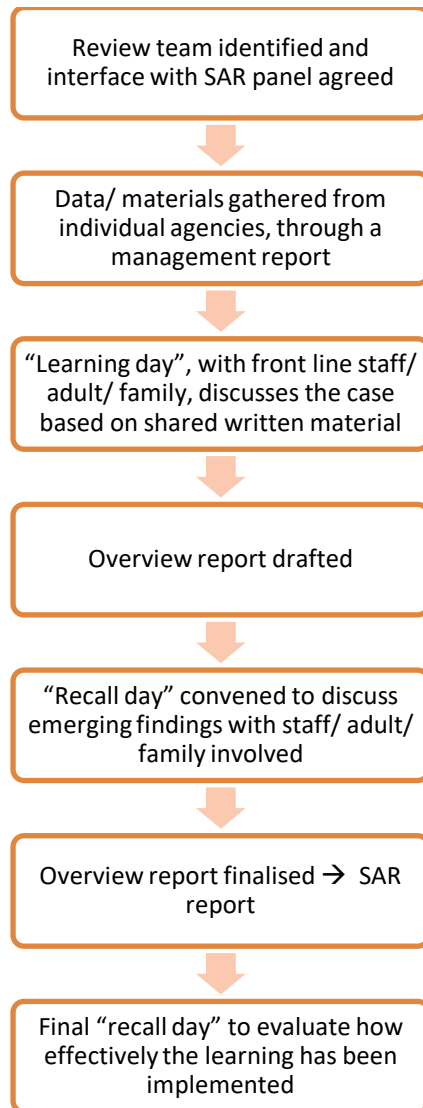 Review team identified and
interface with SAR panel agreed
Data/ materials gathered from
individual agencies, through a
management report
“Learning day”, with front line staff/
adult/ family, discusses the case
based on shared written material
Overview report drafted
“Recall day” convened to discuss
emerging findings with staff/ adult/
family involved
Overview report finalised → SAR
report
Final “recall day” to evaluate how
effectively the learning has been
implemented